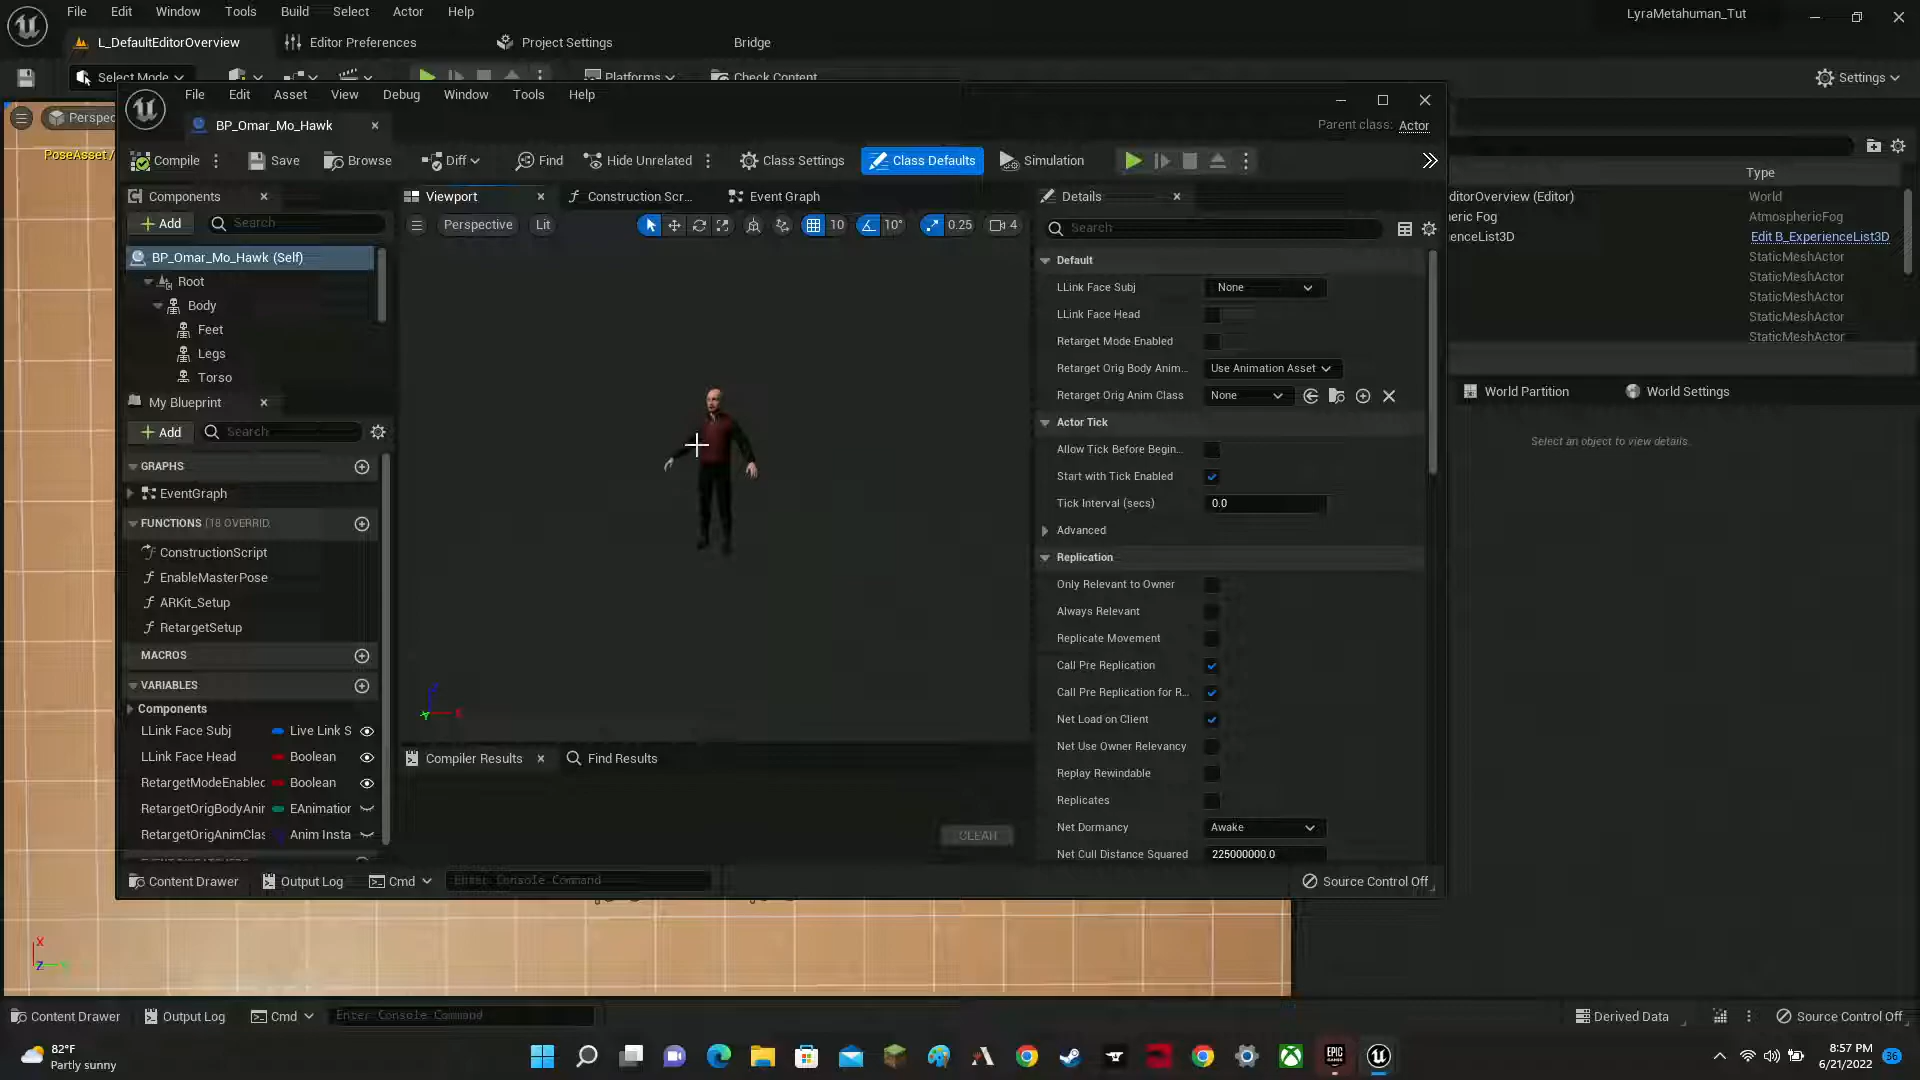 File Edit Window Tools Build Select Actor Help
LyraMetahuman_Tut
L_DefaultEditorOverview
Editor Preferences
Project Settings
Bridge
Select Mode
Platforms
Check Content
Settings
File Edit Asset View Debug Window Tools Help
BP_Omar_Mo_Hawk
Parent class: Actor
Perspec
PoseAsset/
Compile
Save
Browse
Diff
Find
Hide Unrelated
Class Settings
Class Defaults
Simulation
Components
Add
Search
BP_Omar_Mo_Hawk (Self)
Root
Body
Feet
Legs
Torso
My Blueprint
Add
Search
GRAPHS
EventGraph
FUNCTIONS (18 OVERRID
ConstructionScript
EnableMasterPose
ARKit_Setup
RetargetSetup
MACROS
VARIABLES
Components
LLink Face Subj Live Link S
LLink Face Head Boolean
RetargetModeEnabled Boolean
RetargetOrigBodyAnir EAnimatior
RetargetOrigAnimClas Anim Insta
Viewport
Construction Scr...
Event Graph
Perspective
Lit
10
10°
0.25
4
Compiler Results
Find Results
CLEAR
Details
Search
Default
LLink Face Subj None
LLink Face Head
Retarget Mode Enabled
Retarget Orig Body Anim... Use Animation Asset
Retarget Orig Anim Class None
Actor Tick
Allow Tick Before Begin...
Start with Tick Enabled
Tick Interval (secs) 0.0
Advanced
Replication
Only Relevant to Owner
Always Relevant
Replicate Movement
Call Pre Replication
Call Pre Replication for R...
Net Load on Client
Net Use Owner Relevancy
Replay Rewindable
Replicates
Net Dormancy Awake
Net Cull Distance Squared 225000000.0
Content Drawer
Output Log
Cmd
Enter Console Command
Source Control Off
Type
ditorOverview (Editor) World
eric Fog AtmosphericFog
ienceList3D Edit B_ExperienceList3D
StaticMeshActor
StaticMeshActor
StaticMeshActor
StaticMeshActor
StaticMeshActor
World Partition
World Settings
Select an object to view details.
X
Z
Content Drawer
Output Log
Cmd
Enter Console Command
Derived Data
Source Control Off
82°F
Partly sunny
EPIC GAMES
8:57 PM
6/21/2022
36